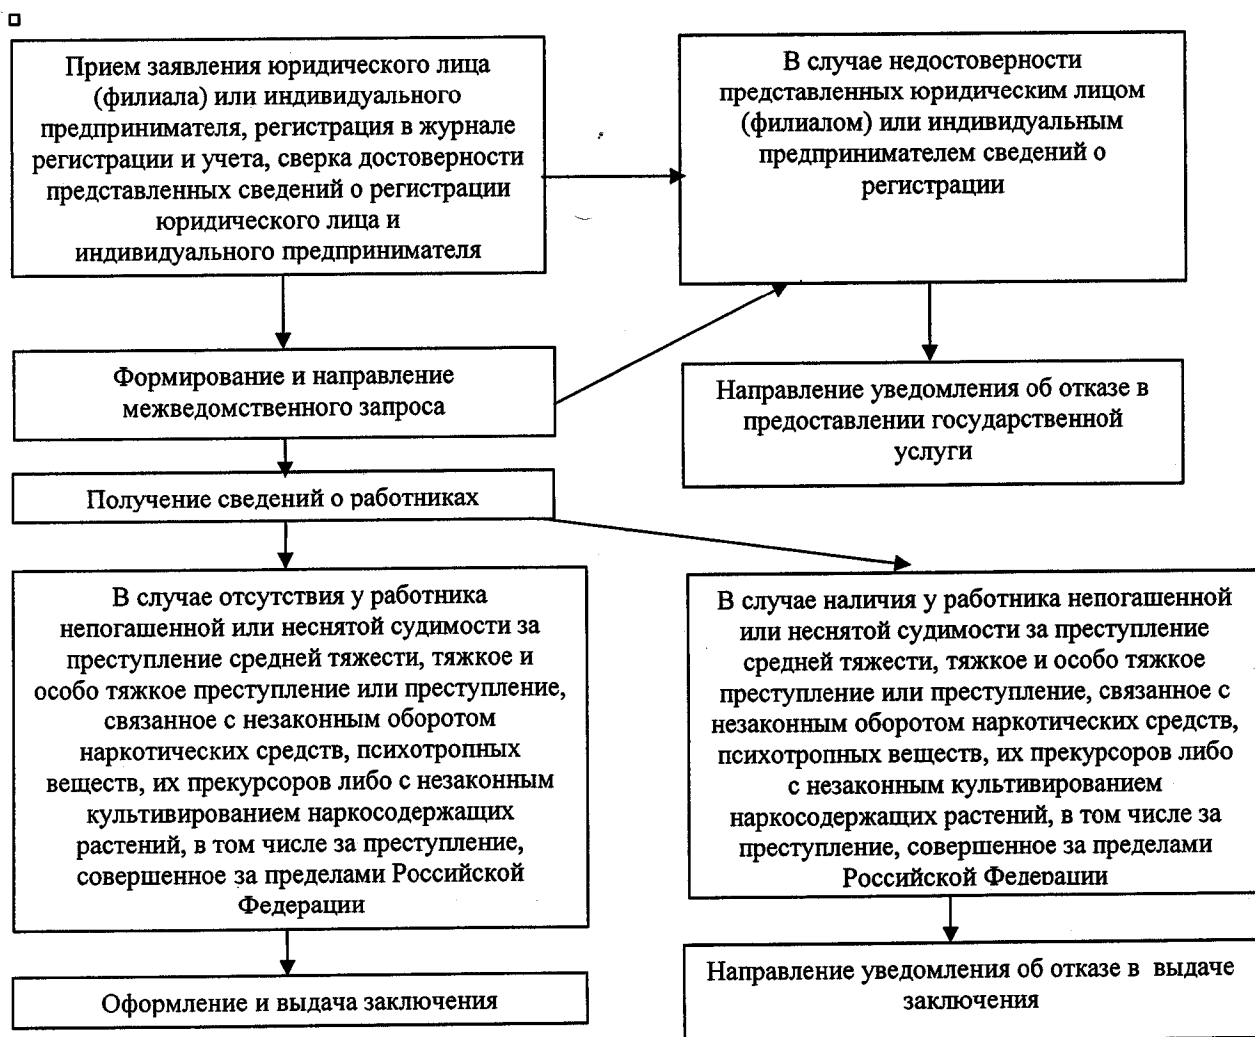 Прием заявления юридического лица
(филиала) или индивидуального
предпринимателя, регистрация в журнале
регистрации и учета, сверка достоверности
представленных сведений о регистрации
юридического лица и
индивидуального предпринимателя
В случае недостоверности
представленных юридическим лицом
(филиалом) или индивидуальным
предпринимателем сведений о
регистрации
Формирование и направление
межведомственного запроса
Направление уведомления об отказе в
предоставлении государственной
услуги
Получение сведений о работниках
В случае отсутствия у работника
непогашенной или неснятой судимости за
преступление средней тяжести, тяжкое и
особо тяжкое преступление или преступление,
связанное с незаконным оборотом
наркотических средств, психотропных
веществ, их прекурсоров либо с незаконным
культивированием наркосодержащих
растений, в том числе за преступление,
совершенное за пределами Российской
Федерации
В случае наличия у работника непогашенной
или неснятой судимости за преступление
средней тяжести, тяжкое и особо тяжкое
преступление или преступление, связанное с
незаконным оборотом наркотических средств,
психотропных веществ, их прекурсоров либо
с незаконным культивированием
наркосодержащих растений, в том числе за
преступление, совершенное за пределами
Российской Федерации
Оформление и выдача заключения
Направление уведомления об отказе в выдаче
заключения